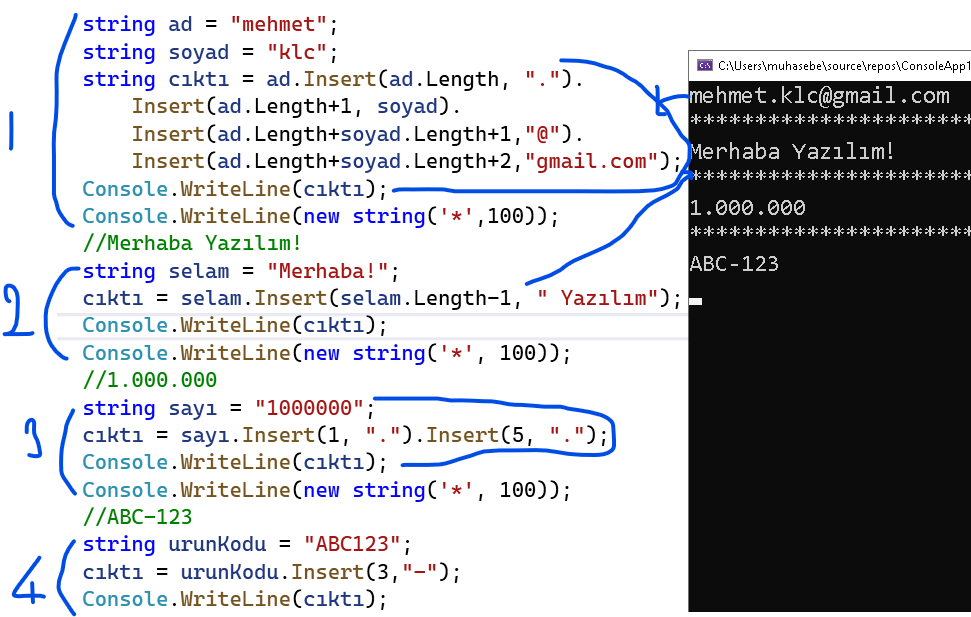 string ad = "mehmet";
string soyad = "klc";
string cıktı = ad.Insert(ad.Length, ".").
Insert(ad.Length+1, soyad).
Insert(ad.Length+soyad.Length+1,"@").
Insert(ad.Length+soyad.Length+2,"gmail.com");
Console.WriteLine(cıktı);
Console.WriteLine(new string('*',100));
//Merhaba Yazılım!
string selam = "Merhaba!";
cıktı = selam.Insert(selam.Length-1, " Yazılım");
Console.WriteLine(cıktı);
Console.WriteLine(new string('*', 100));
//1.000.000
string sayı = "1000000";
cıktı = sayı.Insert(1, ".").Insert(5, ".");
Console.WriteLine(cıktı);
Console.WriteLine(new string('*', 100));
//ABC-123
string urunKodu = "ABC123";
cıktı = urunKodu.Insert(3,"-");
Console.WriteLine(cıktı);
1
2
3
4
C:\Users\muhasebe\source\repos\ConsoleApp1
mehmet.klc@gmail.com
**********************
Merhaba Yazılım!
**********************
1.000.000
**********************
ABC-123